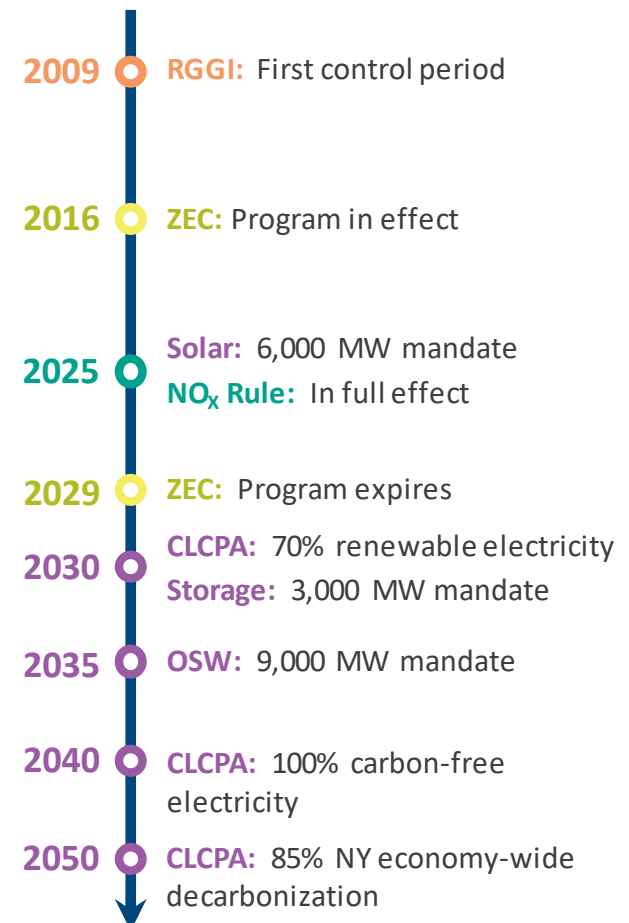 2009 RGGI: First control period
2016 ZEC: Program in effect
2025 Solar: 6,000 MW mandate
NOX Rule: In full effect
2029 ZEC: Program expires
2030 CLCPA: 70% renewable electricity
Storage: 3,000 MW mandate
2035 OSW: 9,000 MW mandate
2040 CLCPA: 100% carbon-free
electricity
2050 CLCPA: 85% NY economy-wide
decarbonization